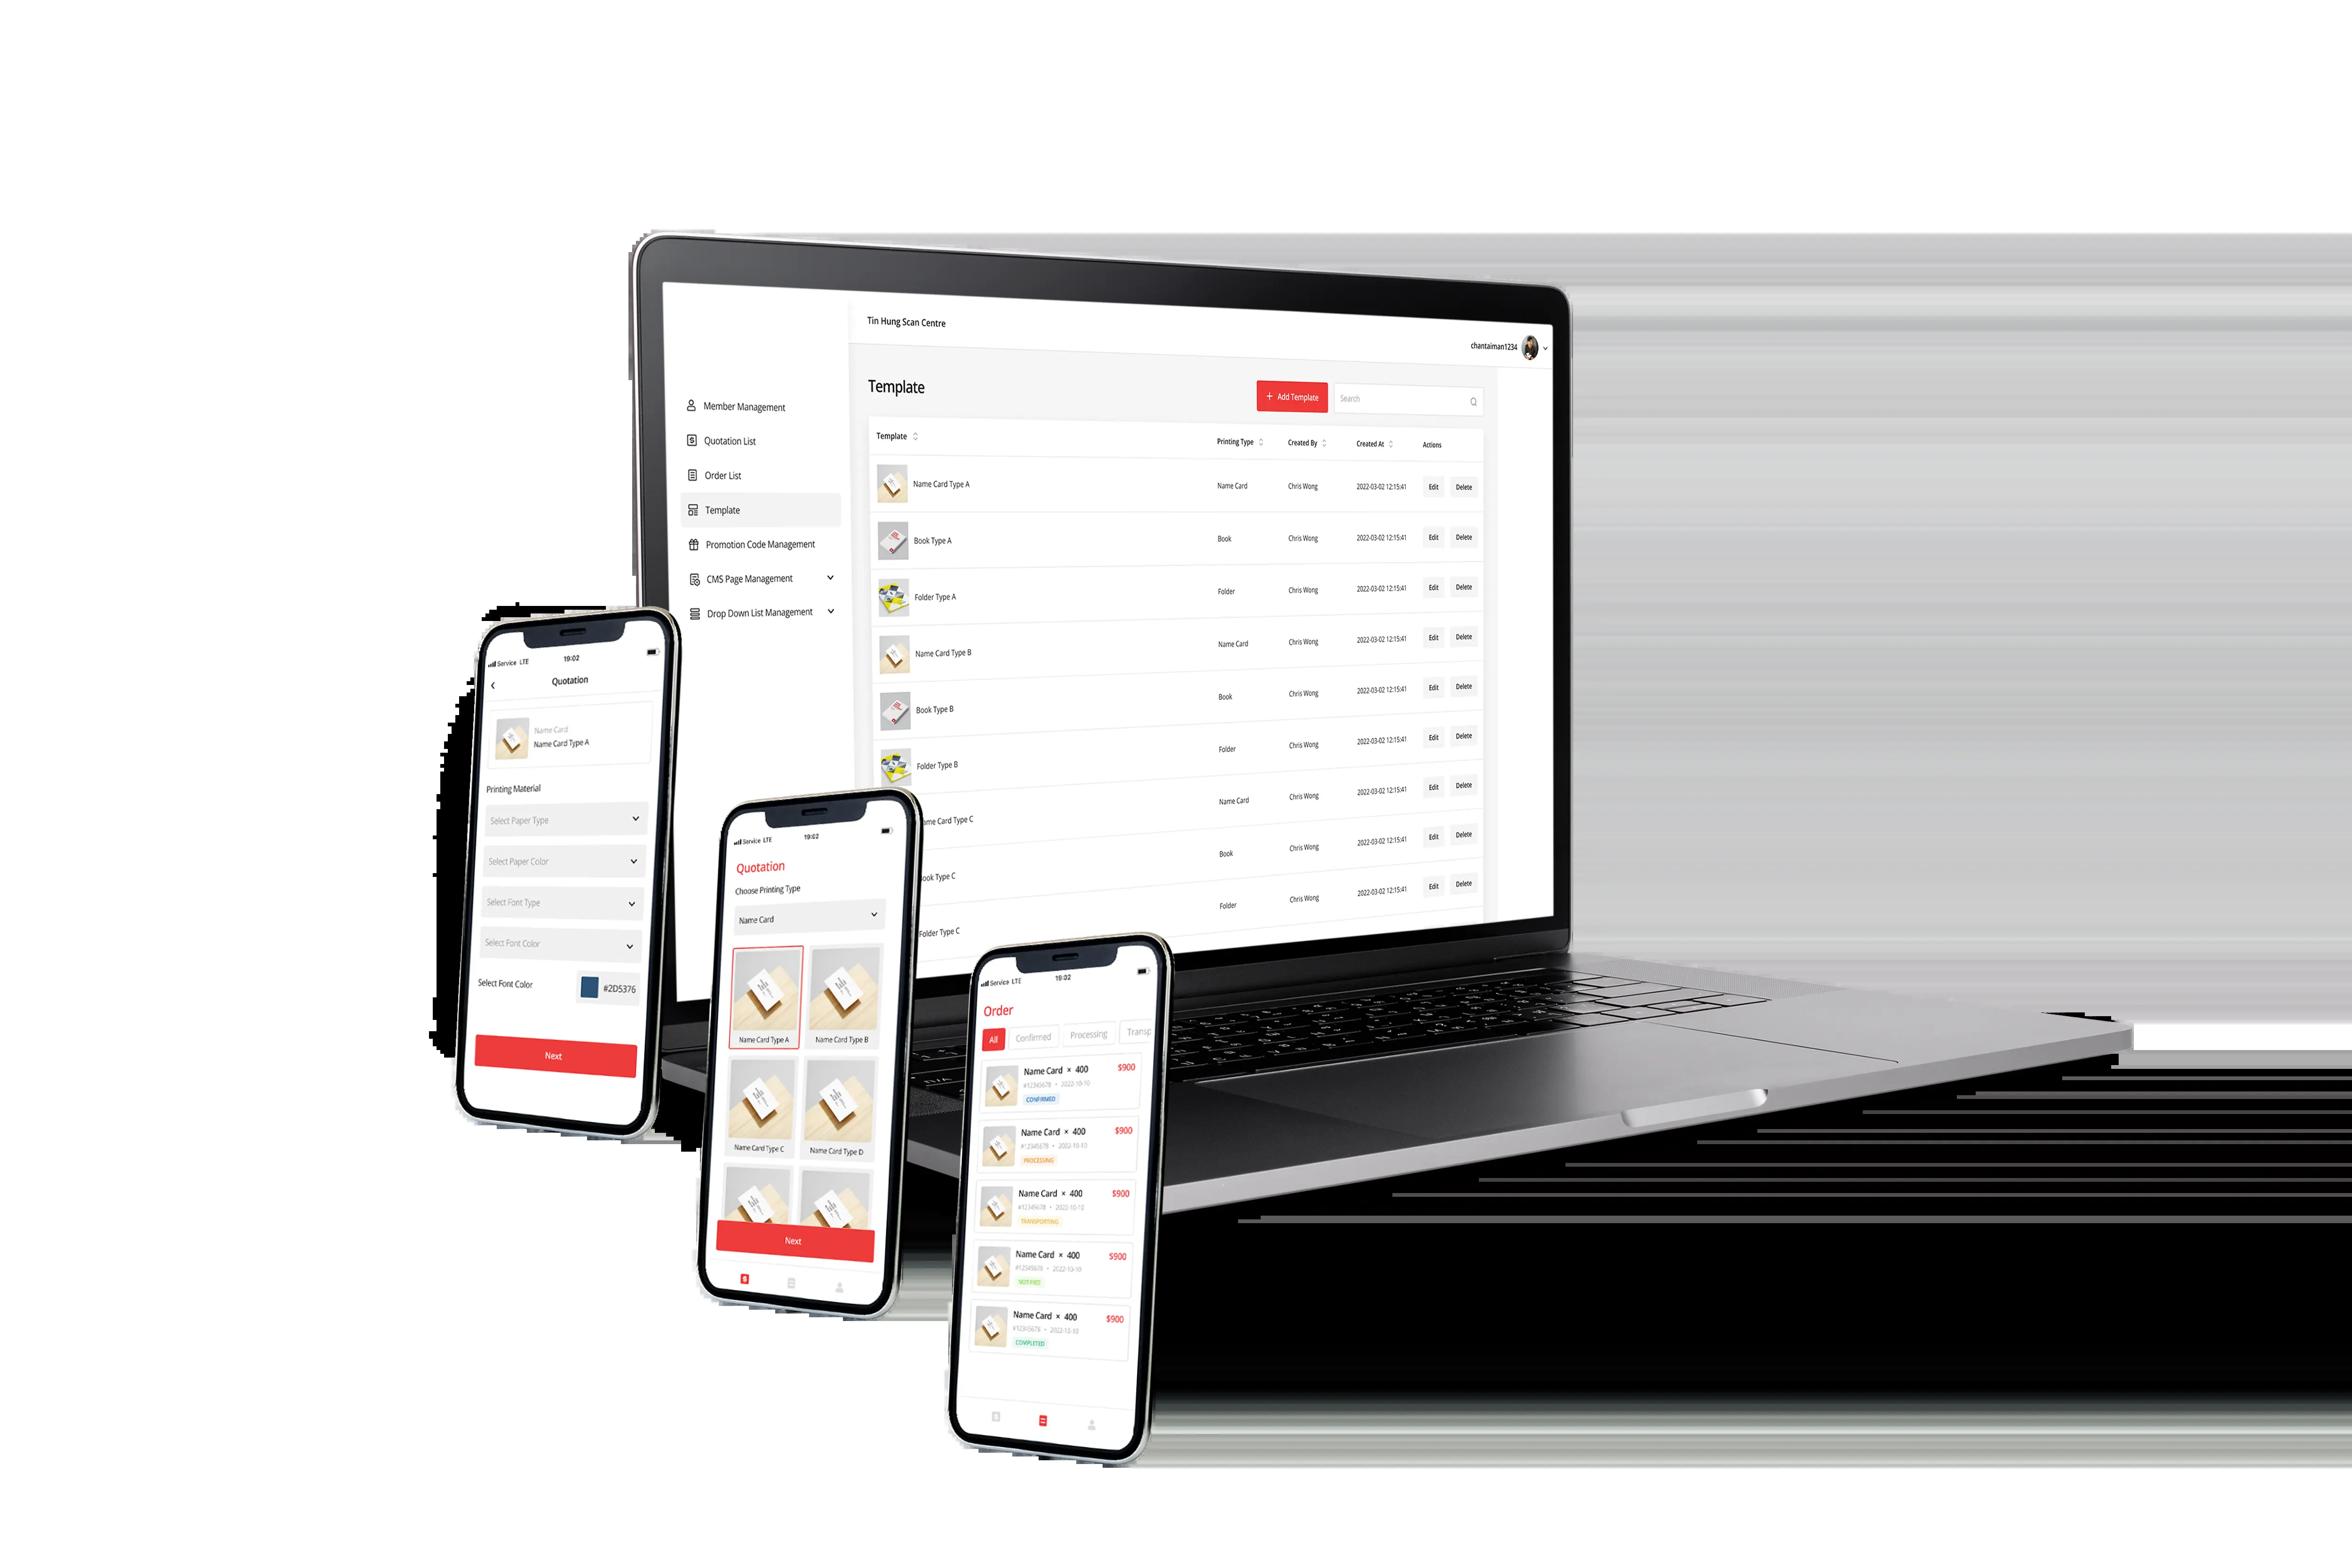 Tin Hung Scan Centre
chantaiman1234
Member Management
Quotation List
Order List
Template
Promotion Code Management
CMS Page Management
Drop Down List Management
Template
+ Add Template
Search
Template Printing Type Created By Created At Actions
Name Card Type A Name Card Chris Wong 2022-03-02 12:15:41 Edit Delete
Book Type A Book Chris Wong 2022-03-02 12:15:41 Edit Delete
Folder Type A Folder Chris Wong 2022-03-02 12:15:41 Edit Delete
Name Card Type B Name Card Chris Wong 2022-03-02 12:15:41 Edit Delete
Book Type B Book Chris Wong 2022-03-02 12:15:41 Edit Delete
Folder Type B Folder Chris Wong 2022-03-02 12:15:41 Edit Delete
ame Card Type C Name Card Chris Wong 2022-03-02 12:15:41 Edit Delete
ook Type C Book Chris Wong 2022-03-02 12:15:41 Edit Delete
Folder Type C Folder Chris Wong 2022-03-02 12:15:41 Edit Delete
Service LTE 19:02
Quotation
Name Card
Name Card Type A
Printing Material
Select Paper Type
Select Paper Color
Select Font Type
Select Font Color
Select Font Color #2D5376
Next
Service LTE 19:02
Quotation
Choose Printing Type
Name Card
Name Card Type A Name Card Type B
Name Card Type C Name Card Type D
Next
Service LTE 19:02
Order
All Confirmed Processing Transp
Name Card × 400 $900
#12345678 • 2022-10-10
CONFIRMED
Name Card × 400 $900
#12345678 • 2022-10-10
PROCESSING
Name Card × 400 $900
#12345678 • 2022-10-10
TRANSPORTING
Name Card × 400 $900
#12345678 • 2022-10-10
NOTIFIED
Name Card × 400 $900
#12345678 • 2022-10-10
COMPLETED